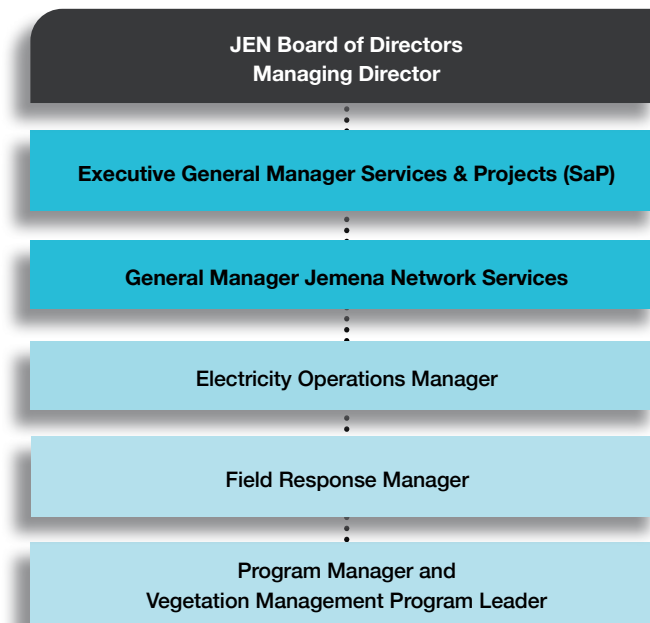 JEN Board of Directors
Managing Director
Executive General Manager Services & Projects (SaP)
General Manager Jemena Network Services
Electricity Operations Manager
Field Response Manager
Program Manager and
Vegetation Management Program Leader